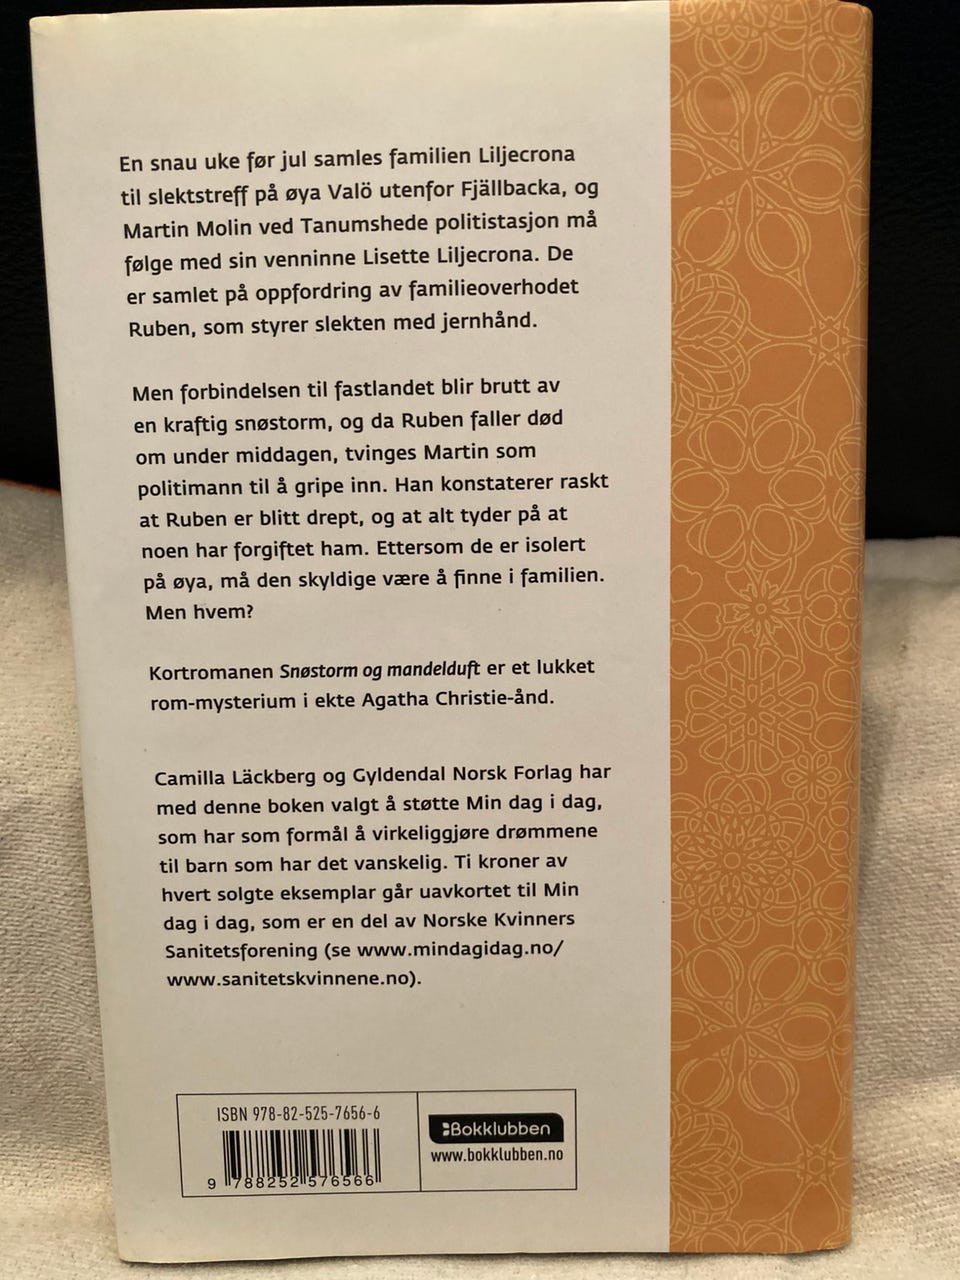 En snau uke før jul samles familien Liljecrona
til slektstreff på øya Valö utenfor Fjällbacka, og
Martin Molin ved Tanumshede politistasjon må
følge med sin venninne Lisette Liljecrona. De
er samlet på oppfordring av familieoverhodet
Ruben, som styrer slekten med jernhånd.
Men forbindelsen til fastlandet blir brutt av
en kraftig snøstorm, og da Ruben faller død
om under middagen, tvinges Martin som
politimann til å gripe inn. Han konstaterer raskt
at Ruben er blitt drept, og at alt tyder på at
noen har forgiftet ham. Ettersom de er isolert
på øya, må den skyldige være å finne i familien.
Men hvem?
Kortromanen Snøstorm og mandelduft er et lukket
rom-mysterium i ekte Agatha Christie-ånd.
Camilla Läckberg og Gyldendal Norsk Forlag har
med denne boken valgt å støtte Min dag i dag,
som har som formål å virkeliggjøre drømmene
til barn som har det vanskelig. Ti kroner av
hvert solgte eksemplar går uavkortet til Min
dag i dag, som er en del av Norske Kvinners
Sanitetsforening (se www.mindagidag.no/
www.sanitetskvinnene.no).
ISBN 978-82-525-7656-6
9 788252 576566
Bokklubben
www.bokklubben.no